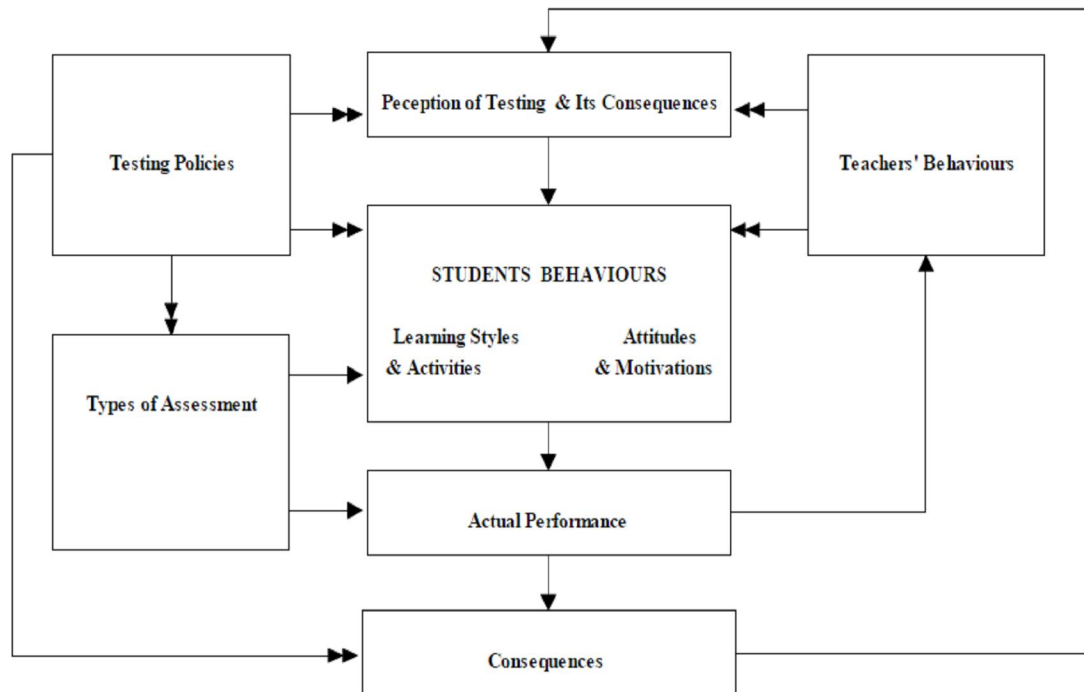 Peception of Testing & Its Consequences
Testing Policies
Teachers' Behaviours
STUDENTS BEHAVIOURS
Learning Styles
& Activities
Attitudes
& Motivations
Types of Assessment
Actual Performance
Consequences